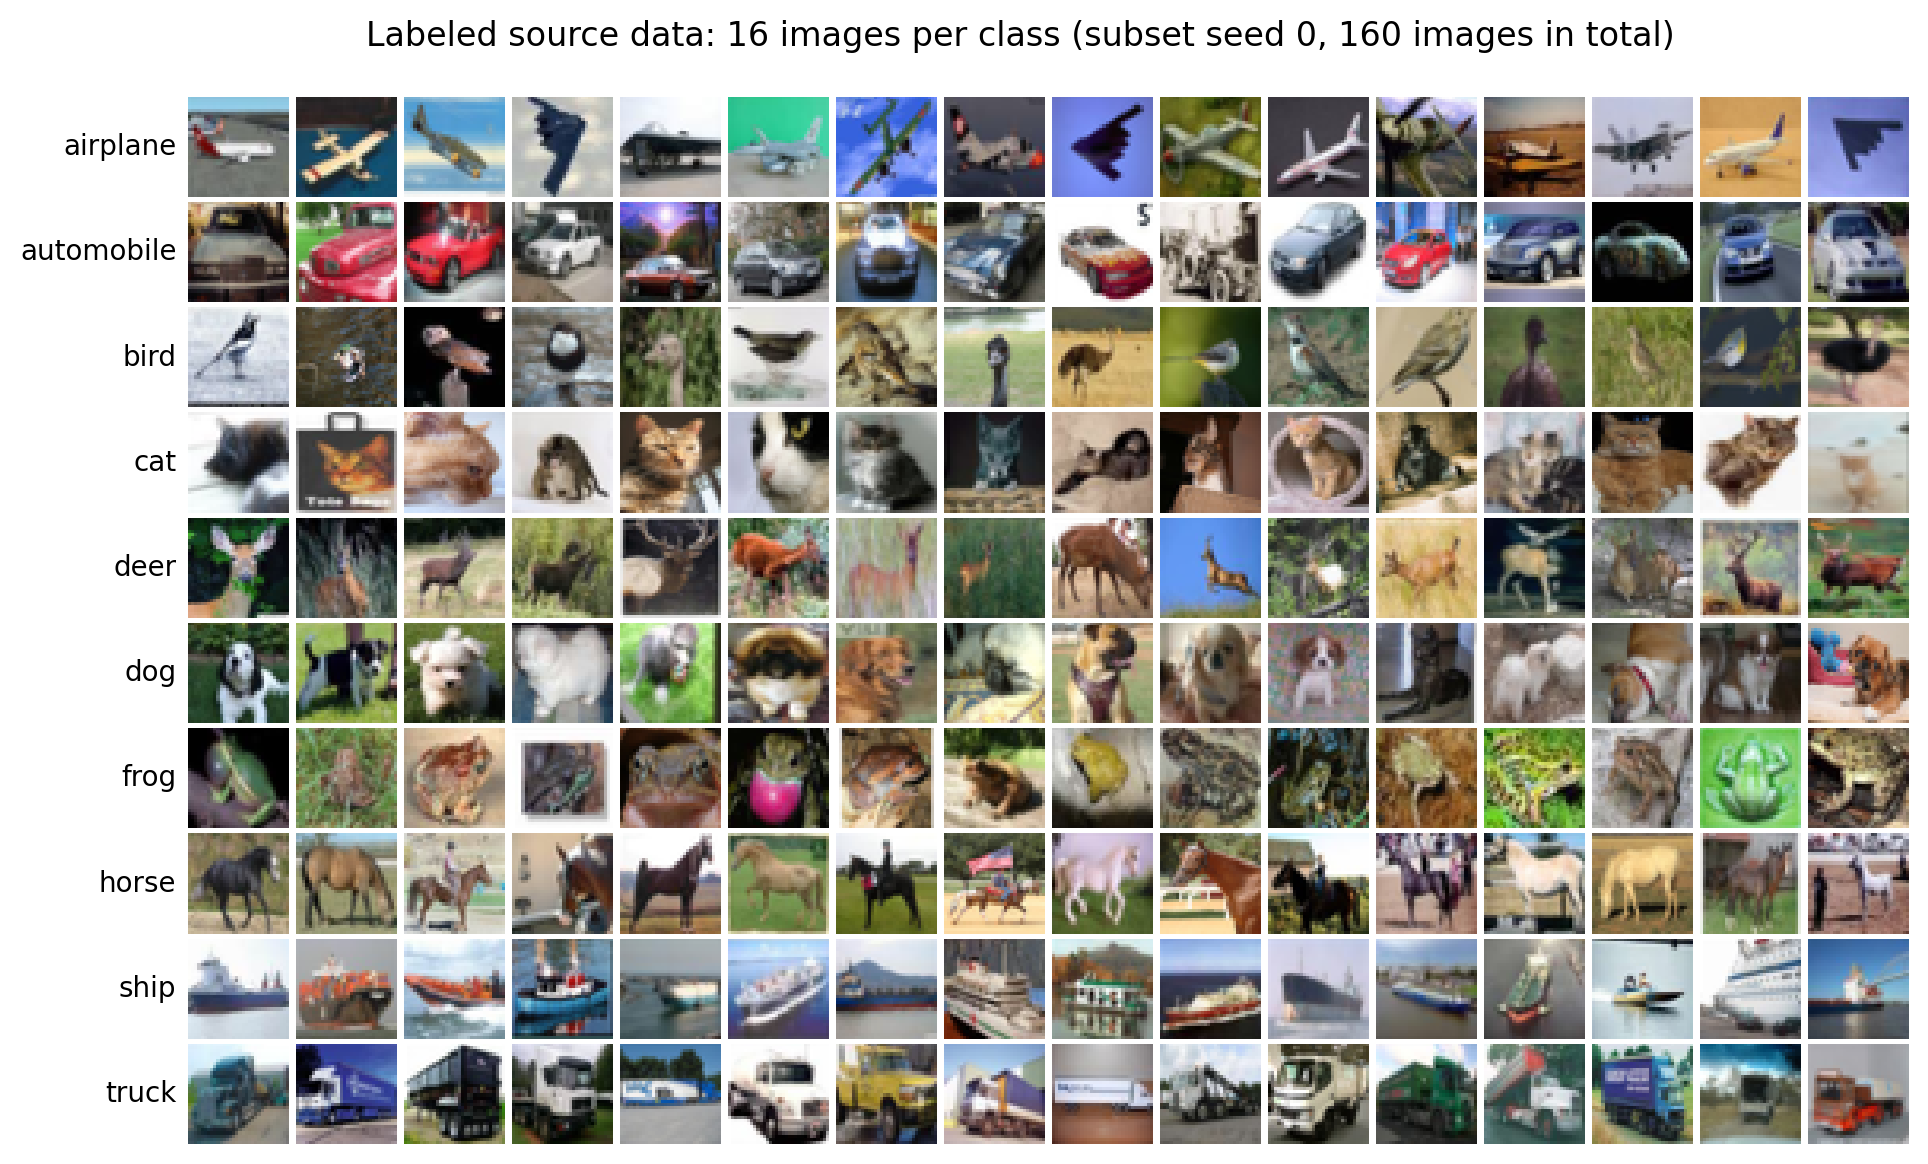 Labeled source data: 16 images per class (subset seed 0, 160 images in total)
airplane
automobile
bird
cat
deer
dog
frog
horse
ship
truck